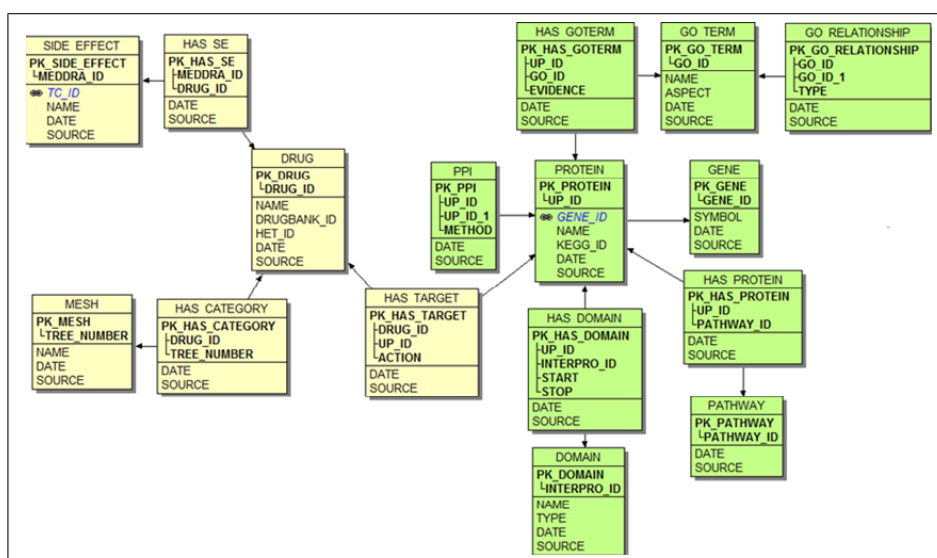 SIDE EFFECT
PK_SIDE_EFFECT
MEDDRA_ID
TC_ID
NAME
DATE
SOURCE
HAS SE
PK_HAS_SE
MEDDRA_ID
DRUG_ID
DATE
SOURCE
HAS GOTERM
PK_HAS_GOTERM
UP_ID
GO_ID
EVIDENCE
DATE
SOURCE
GO TERM
PK_GO_TERM
GO_ID
NAME
ASPECT
DATE
SOURCE
GO RELATIONSHIP
PK_GO_RELATIONSHIP
GO_ID
GO_ID_1
TYPE
DATE
SOURCE
DRUG
PK_DRUG
DRUG_ID
NAME
DRUGBANK_ID
HET_ID
DATE
SOURCE
PPI
PK_PPI
UP_ID
UP_ID_1
METHOD
DATE
SOURCE
PROTEIN
PK_PROTEIN
UP_ID
GENE_ID
NAME
KEGG_ID
DATE
SOURCE
GENE
PK_GENE
GENE_ID
SYMBOL
DATE
SOURCE
MESH
PK_MESH
TREE_NUMBER
NAME
DATE
SOURCE
HAS CATEGORY
PK_HAS_CATEGORY
DRUG_ID
TREE_NUMBER
DATE
SOURCE
HAS TARGET
PK_HAS_TARGET
DRUG_ID
UP_ID
ACTION
DATE
SOURCE
HAS DOMAIN
PK_HAS_DOMAIN
UP_ID
INTERPRO_ID
START
STOP
DATE
SOURCE
HAS PROTEIN
PK_HAS_PROTEIN
UP_ID
PATHWAY_ID
DATE
SOURCE
PATHWAY
PK_PATHWAY
PATHWAY_ID
DATE
SOURCE
DOMAIN
PK_DOMAIN
INTERPRO_ID
NAME
TYPE
DATE
SOURCE